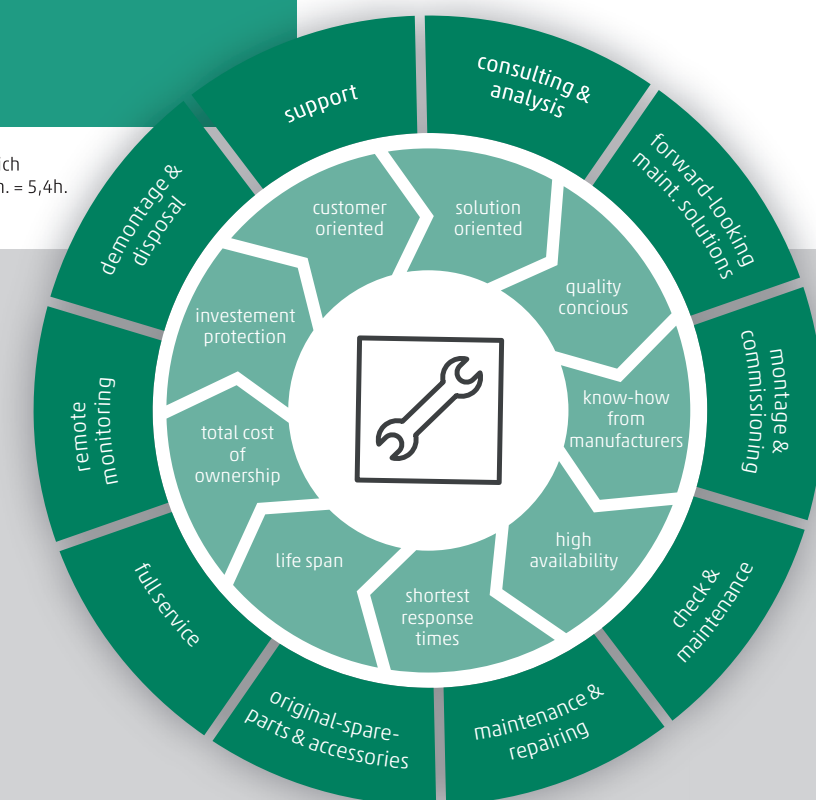 ich
n. = 5,4h.
support
consulting &
analysis
forward-looking
maint. solutions
montage &
commissioning
check &
maintenance
maintenance &
repairing
original-spare-
parts & accessories
full service
remote
monitoring
demontage &
disposal
customer
oriented
solution
oriented
quality
concious
know-how
from
manufacturers
high
availability
shortest
response
times
life span
total cost
of
ownership
investement
protection